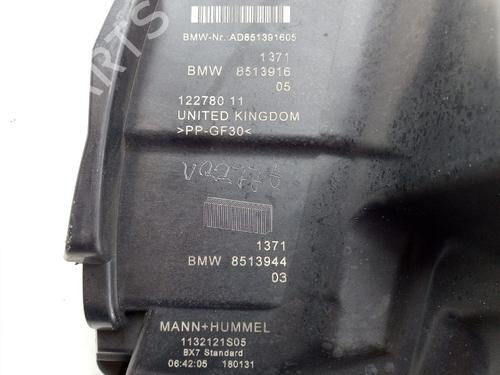 BMW-Nr.:AD851391605
1371
BMW 8513916
05
122780 11
UNITED KINGDOM
>PP-GF30<
1371
BMW 8513944
03
MANN+HUMMEL
1132121S05
BX7 Standard
06:42:05 180131